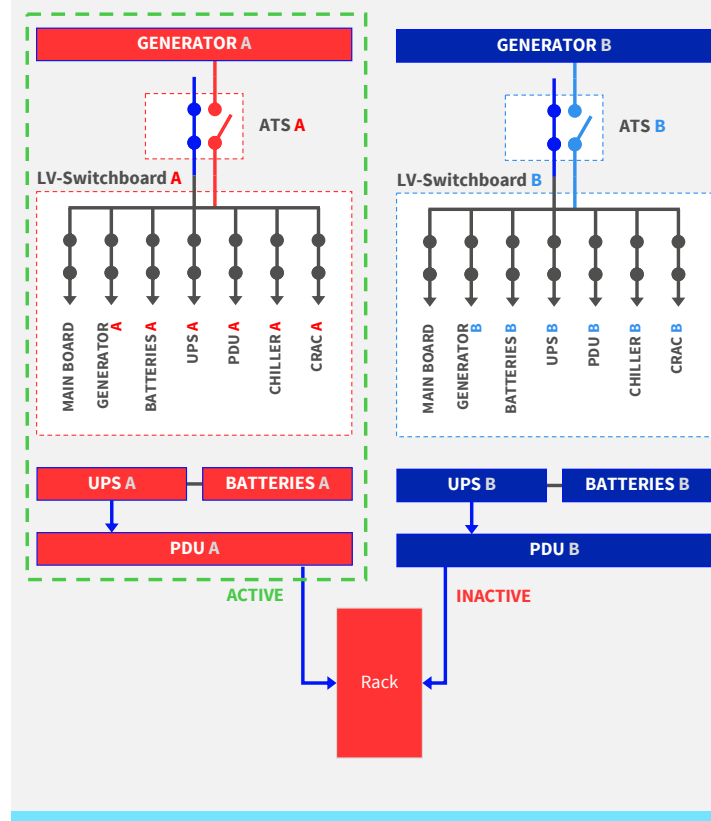 GENERATOR A
GENERATOR B
ATS A
ATS B
LV-Switchboard A
LV-Switchboard B
MAIN BOARD
GENERATOR A
BATTERIES A
UPS A
PDU A
CHILLER A
CRAC A
MAIN BOARD
GENERATOR B
BATTERIES B
UPS B
PDU B
CHILLER B
CRAC B
UPS A
BATTERIES A
UPS B
BATTERIES B
PDU A
PDU B
ACTIVE
INACTIVE
Rack